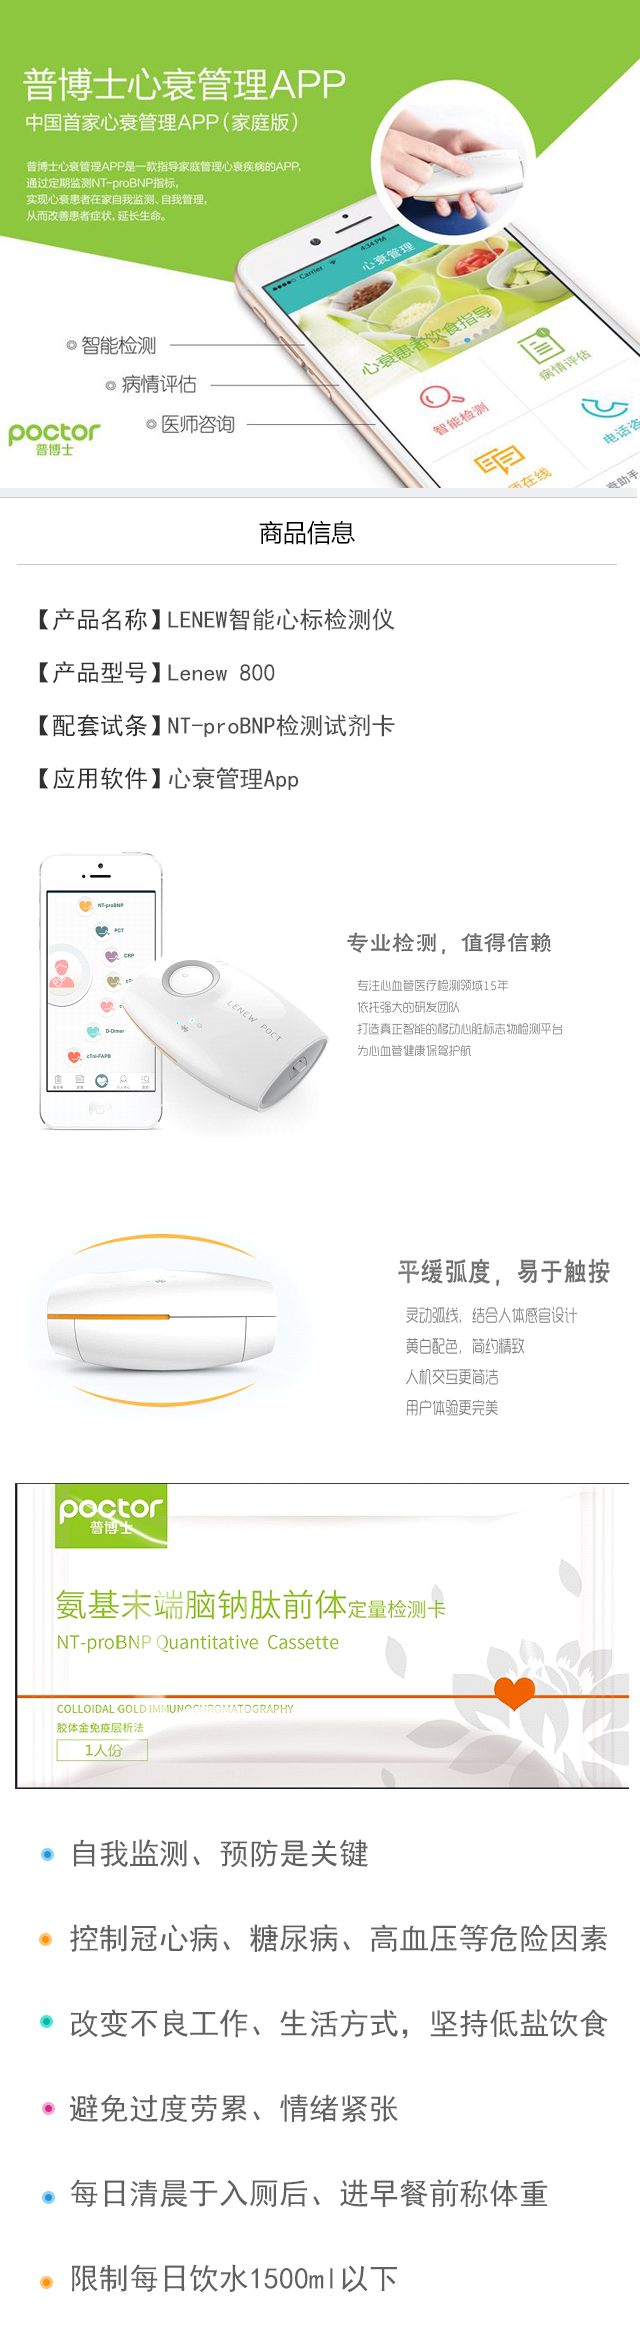 普博士心衰管理APP
中国首家心衰管理APP（家庭版）
普博士心衰管理APP是一款指导家庭管理心衰疾病的APP,
通过定期监测NT-proBNP指标,
实现心衰患者在家自我监测、自我管理,
从而改善患者症状, 延长生命。
Carrier
4:34 PM
心衰管理
心衰患者饮食指导
智能检测
病情评估
电话咨
师在线
衰助手
智能检测
病情评估
医师咨询
poctor
普博士
商品信息
【产品名称】LENEW智能心标检测仪
【产品型号】Lenew 800
【配套试条】NT-proBNP检测试剂卡
【应用软件】心衰管理App
NT-proBNP
PCT
CRP
D-Dimer
cTnI-FAPB
LENEW POCT
专业检测，值得信赖
专注心血管医疗检测领域15年
依托强大的研发团队
打造真正智能的移动心脏标志物检测平台
为心血管健康保驾护航
平缓弧度，易于触按
灵动弧线, 结合人体感官设计
黄白配色, 简约精致
人机交互更简洁
用户体验更完美
poctor
普博士
氨基末端脑钠肽前体定量检测卡
NT-proBNP Quantitative Cassette
COLLOIDAL GOLD IMMUNOCHROMATOGRAPHY
胶体金免疫层析法
1人份
自我监测、预防是关键
控制冠心病、糖尿病、高血压等危险因素
改变不良工作、生活方式，坚持低盐饮食
避免过度劳累、情绪紧张
每日清晨于入厕后、进早餐前称体重
限制每日饮水1500ml以下